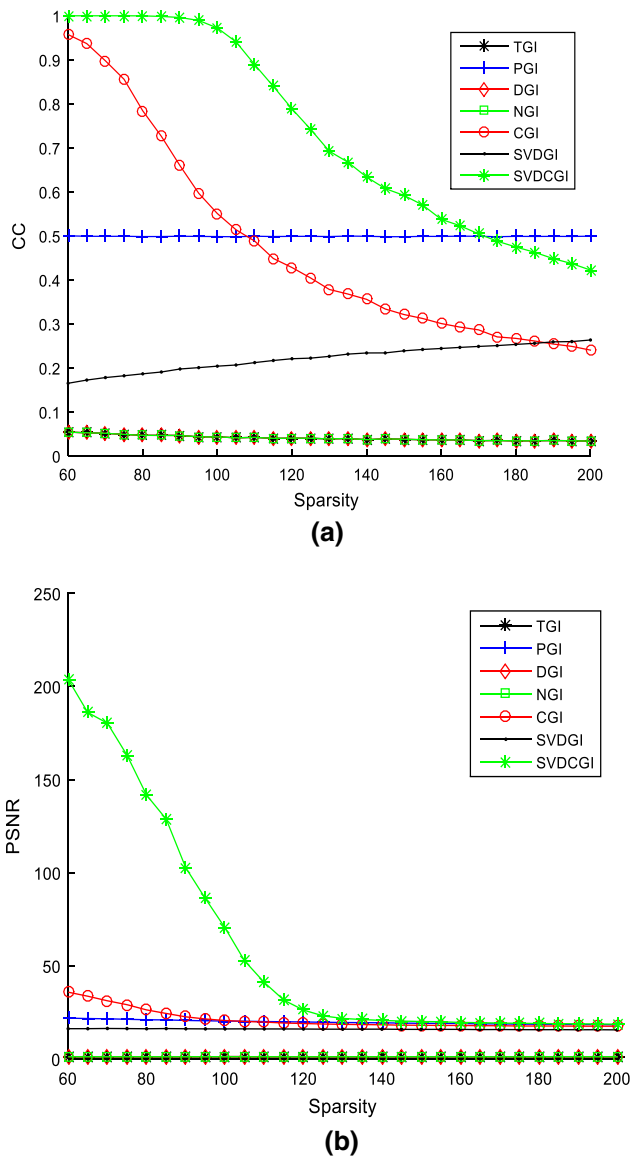 1
0.9
0.8
0.7
0.6
0.5
0.4
0.3
0.2
0.1
0
CC
TGI
PGI
DGI
NGI
CGI
SVDGI
SVDCGI
60 80 100 120 140 160 180 200
Sparsity
(a)
250
200
150
100
50
0
PSNR
TGI
PGI
DGI
NGI
CGI
SVDGI
SVDCGI
60 80 100 120 140 160 180 200
Sparsity
(b)